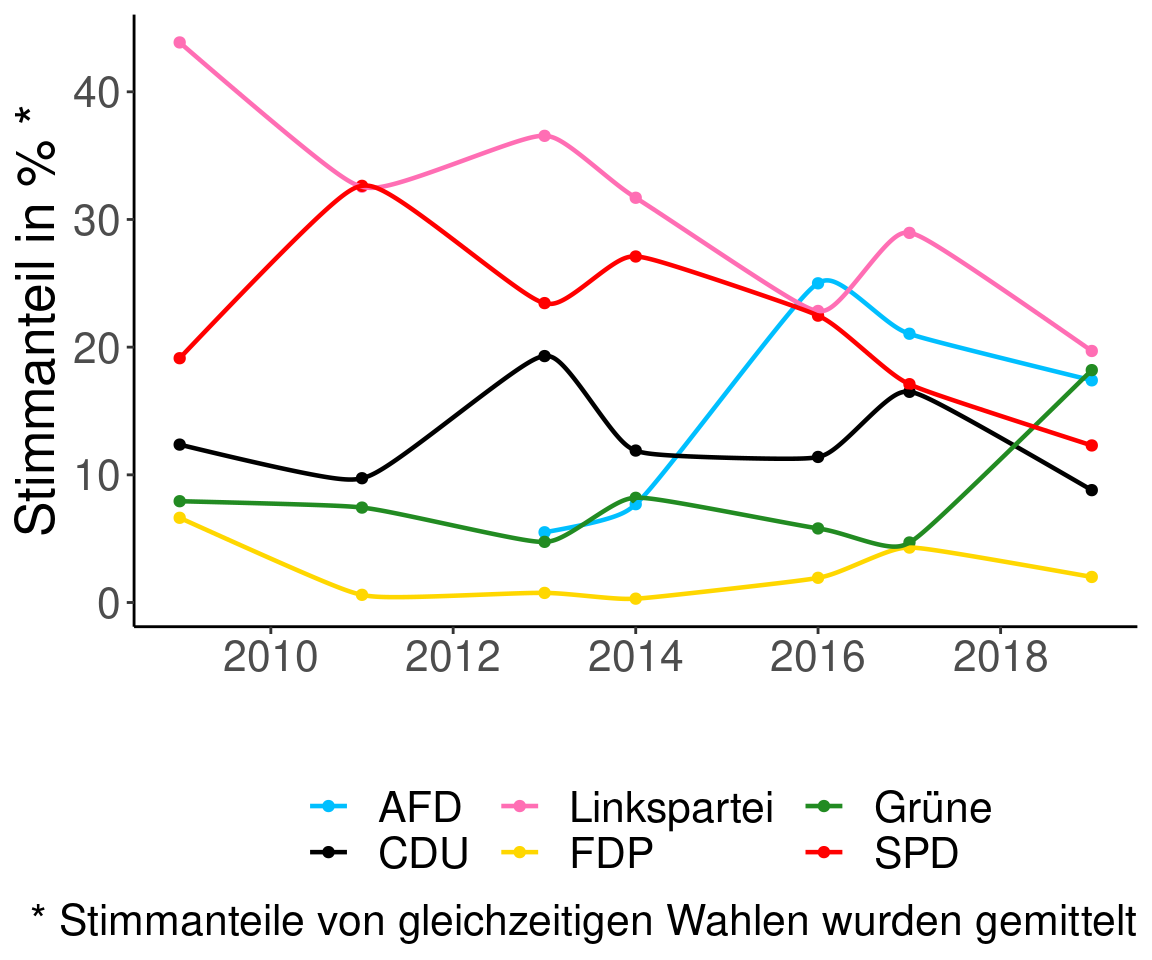 Stimmanteil in % *
40
30
20
10
0
2010 2012 2014 2016 2018
AFD Linkspartei Grüne
CDU FDP SPD
* Stimmanteile von gleichzeitigen Wahlen wurden gemittelt